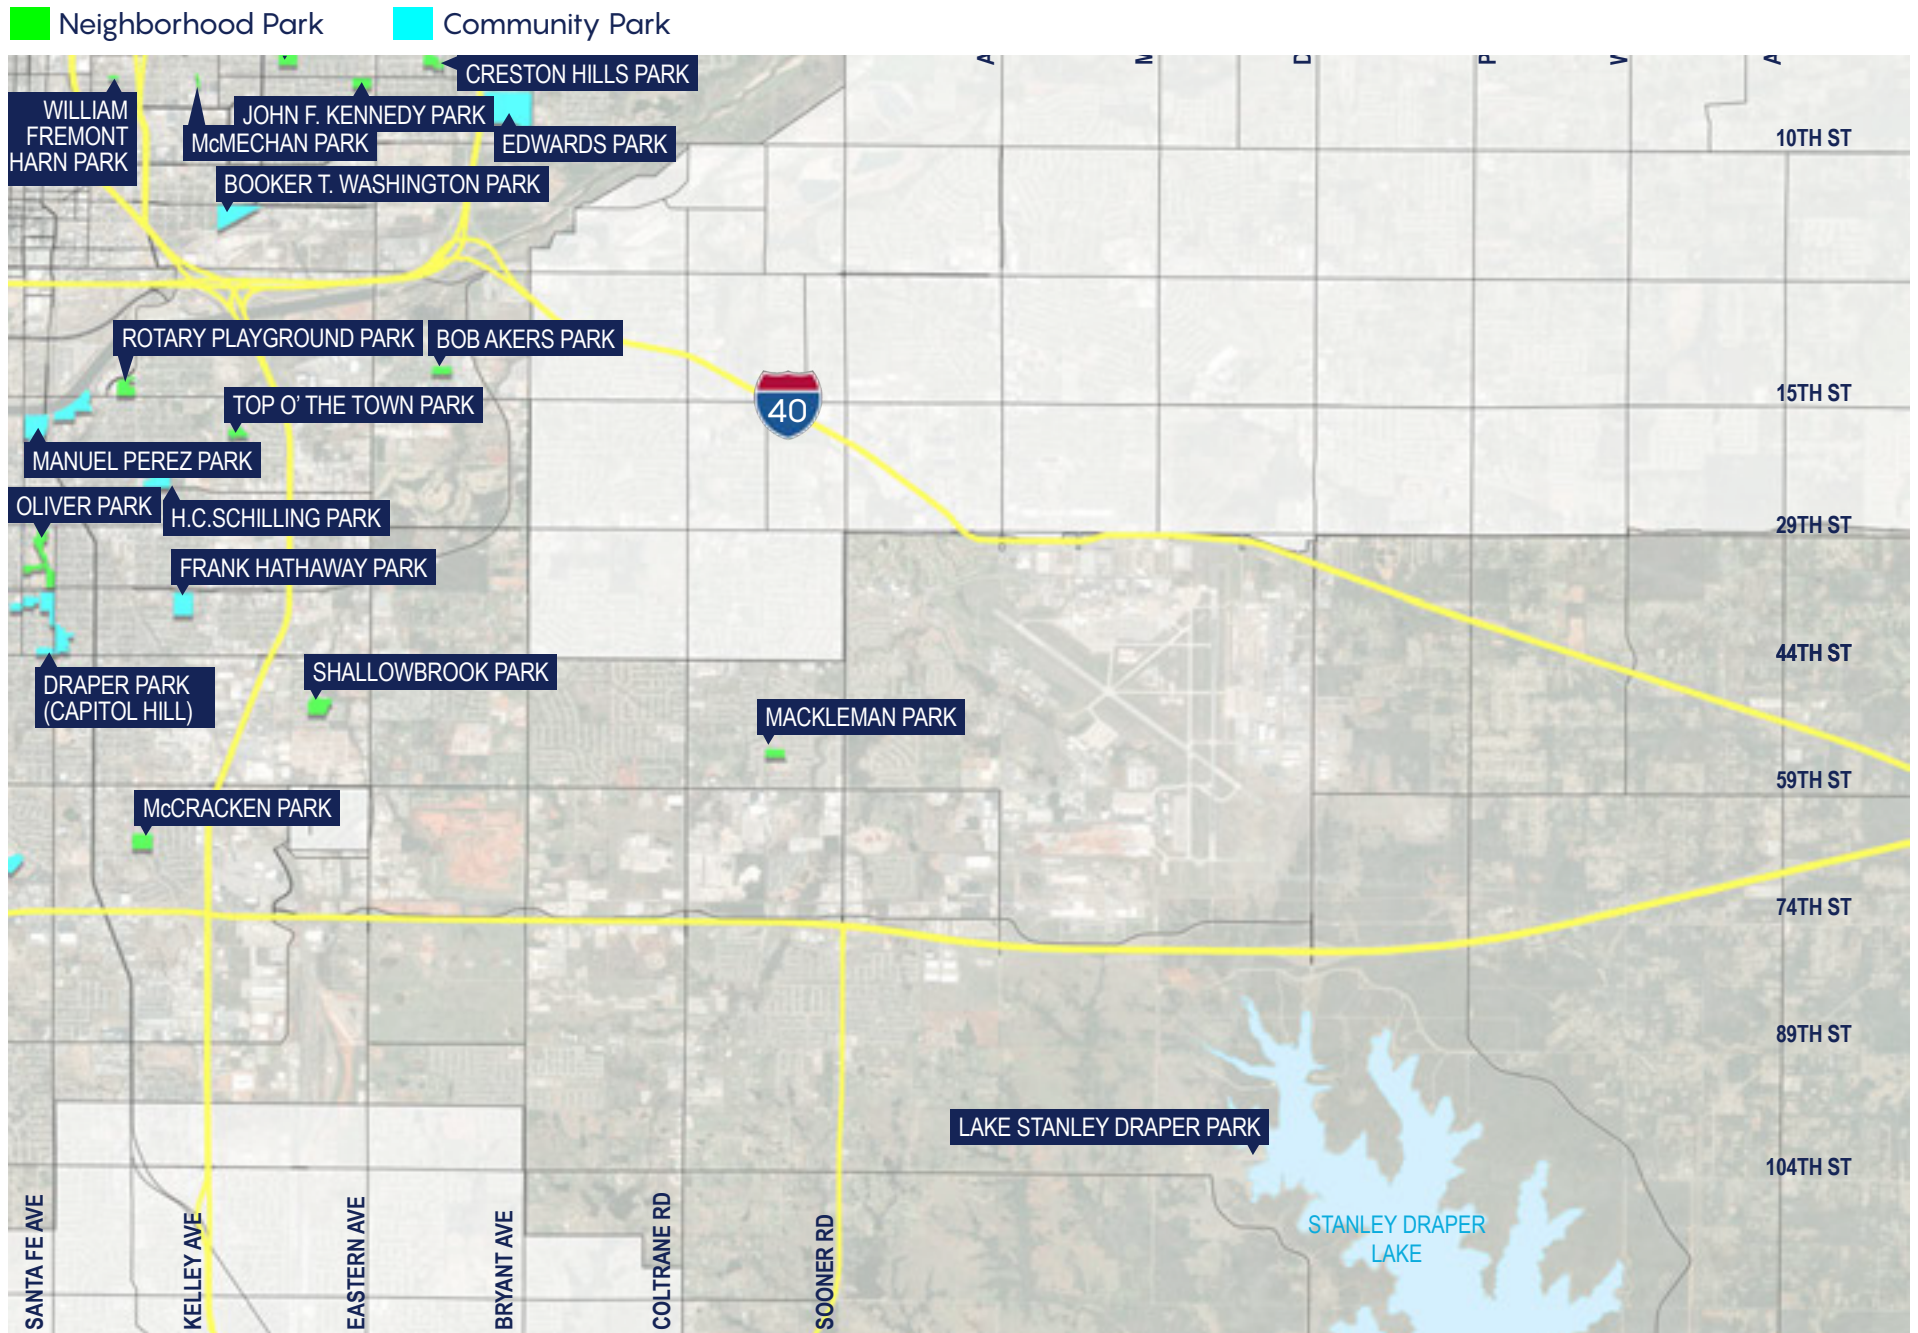 Neighborhood Park
Community Park
CRESTON HILLS PARK
WILLIAM
FREMONT
HARN PARK
JOHN F. KENNEDY PARK
McMECHAN PARK
EDWARDS PARK
10TH ST
BOOKER T. WASHINGTON PARK
ROTARY PLAYGROUND PARK
BOB AKERS PARK
TOP O' THE TOWN PARK
40
15TH ST
MANUEL PEREZ PARK
OLIVER PARK
H.C.SCHILLING PARK
29TH ST
FRANK HATHAWAY PARK
44TH ST
SHALLOWBROOK PARK
DRAPER PARK
(CAPITOL HILL)
MACKLEMAN PARK
59TH ST
McCRACKEN PARK
74TH ST
89TH ST
LAKE STANLEY DRAPER PARK
104TH ST
STANLEY DRAPER
LAKE
SANTA FE AVE
KELLEY AVE
EASTERN AVE
BRYANT AVE
COLTRANE RD
SOONER RD